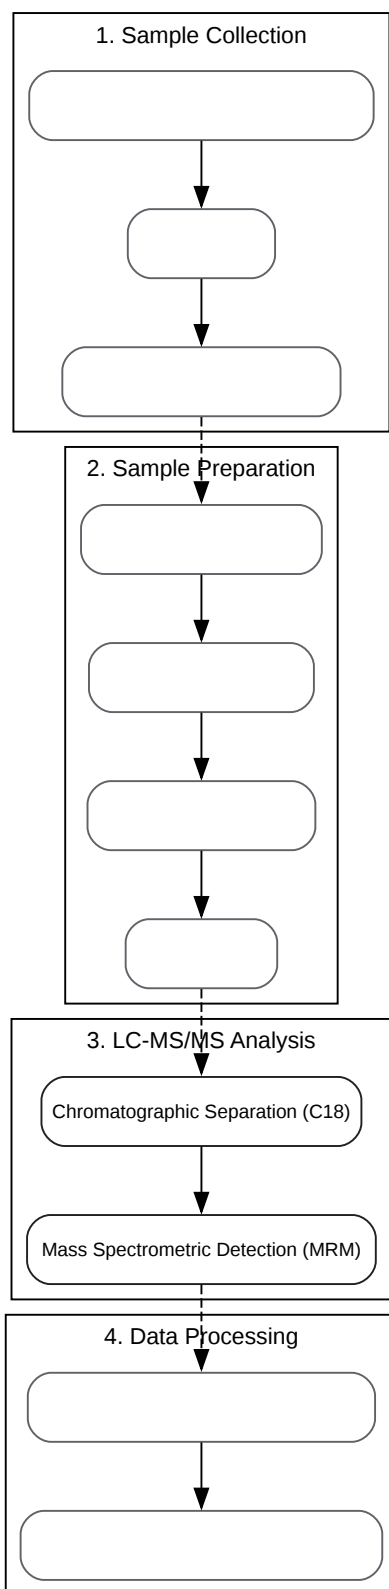 1. Sample Collection
2. Sample Preparation
3. LC-MS/MS Analysis
Chromatographic Separation (C18)
Mass Spectrometric Detection (MRM)
4. Data Processing